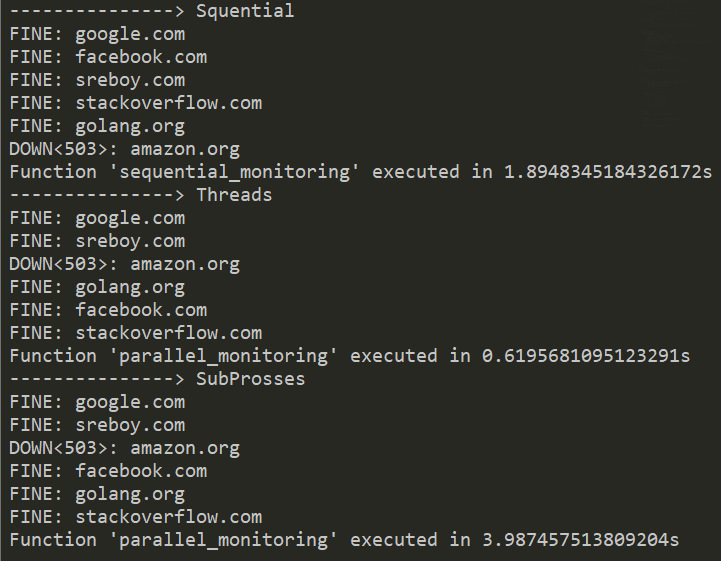 ---------------> Squential
FINE: google.com
FINE: facebook.com
FINE: sreboy.com
FINE: stackoverflow.com
FINE: golang.org
DOWN<503>: amazon.org
Function 'sequential_monitoring' executed in 1.8948345184326172s
---------------> Threads
FINE: google.com
FINE: sreboy.com
DOWN<503>: amazon.org
FINE: golang.org
FINE: facebook.com
FINE: stackoverflow.com
Function 'parallel_monitoring' executed in 0.6195681095123291s
---------------> SubProsses
FINE: google.com
FINE: sreboy.com
DOWN<503>: amazon.org
FINE: facebook.com
FINE: golang.org
FINE: stackoverflow.com
Function 'parallel_monitoring' executed in 3.987457513809204s